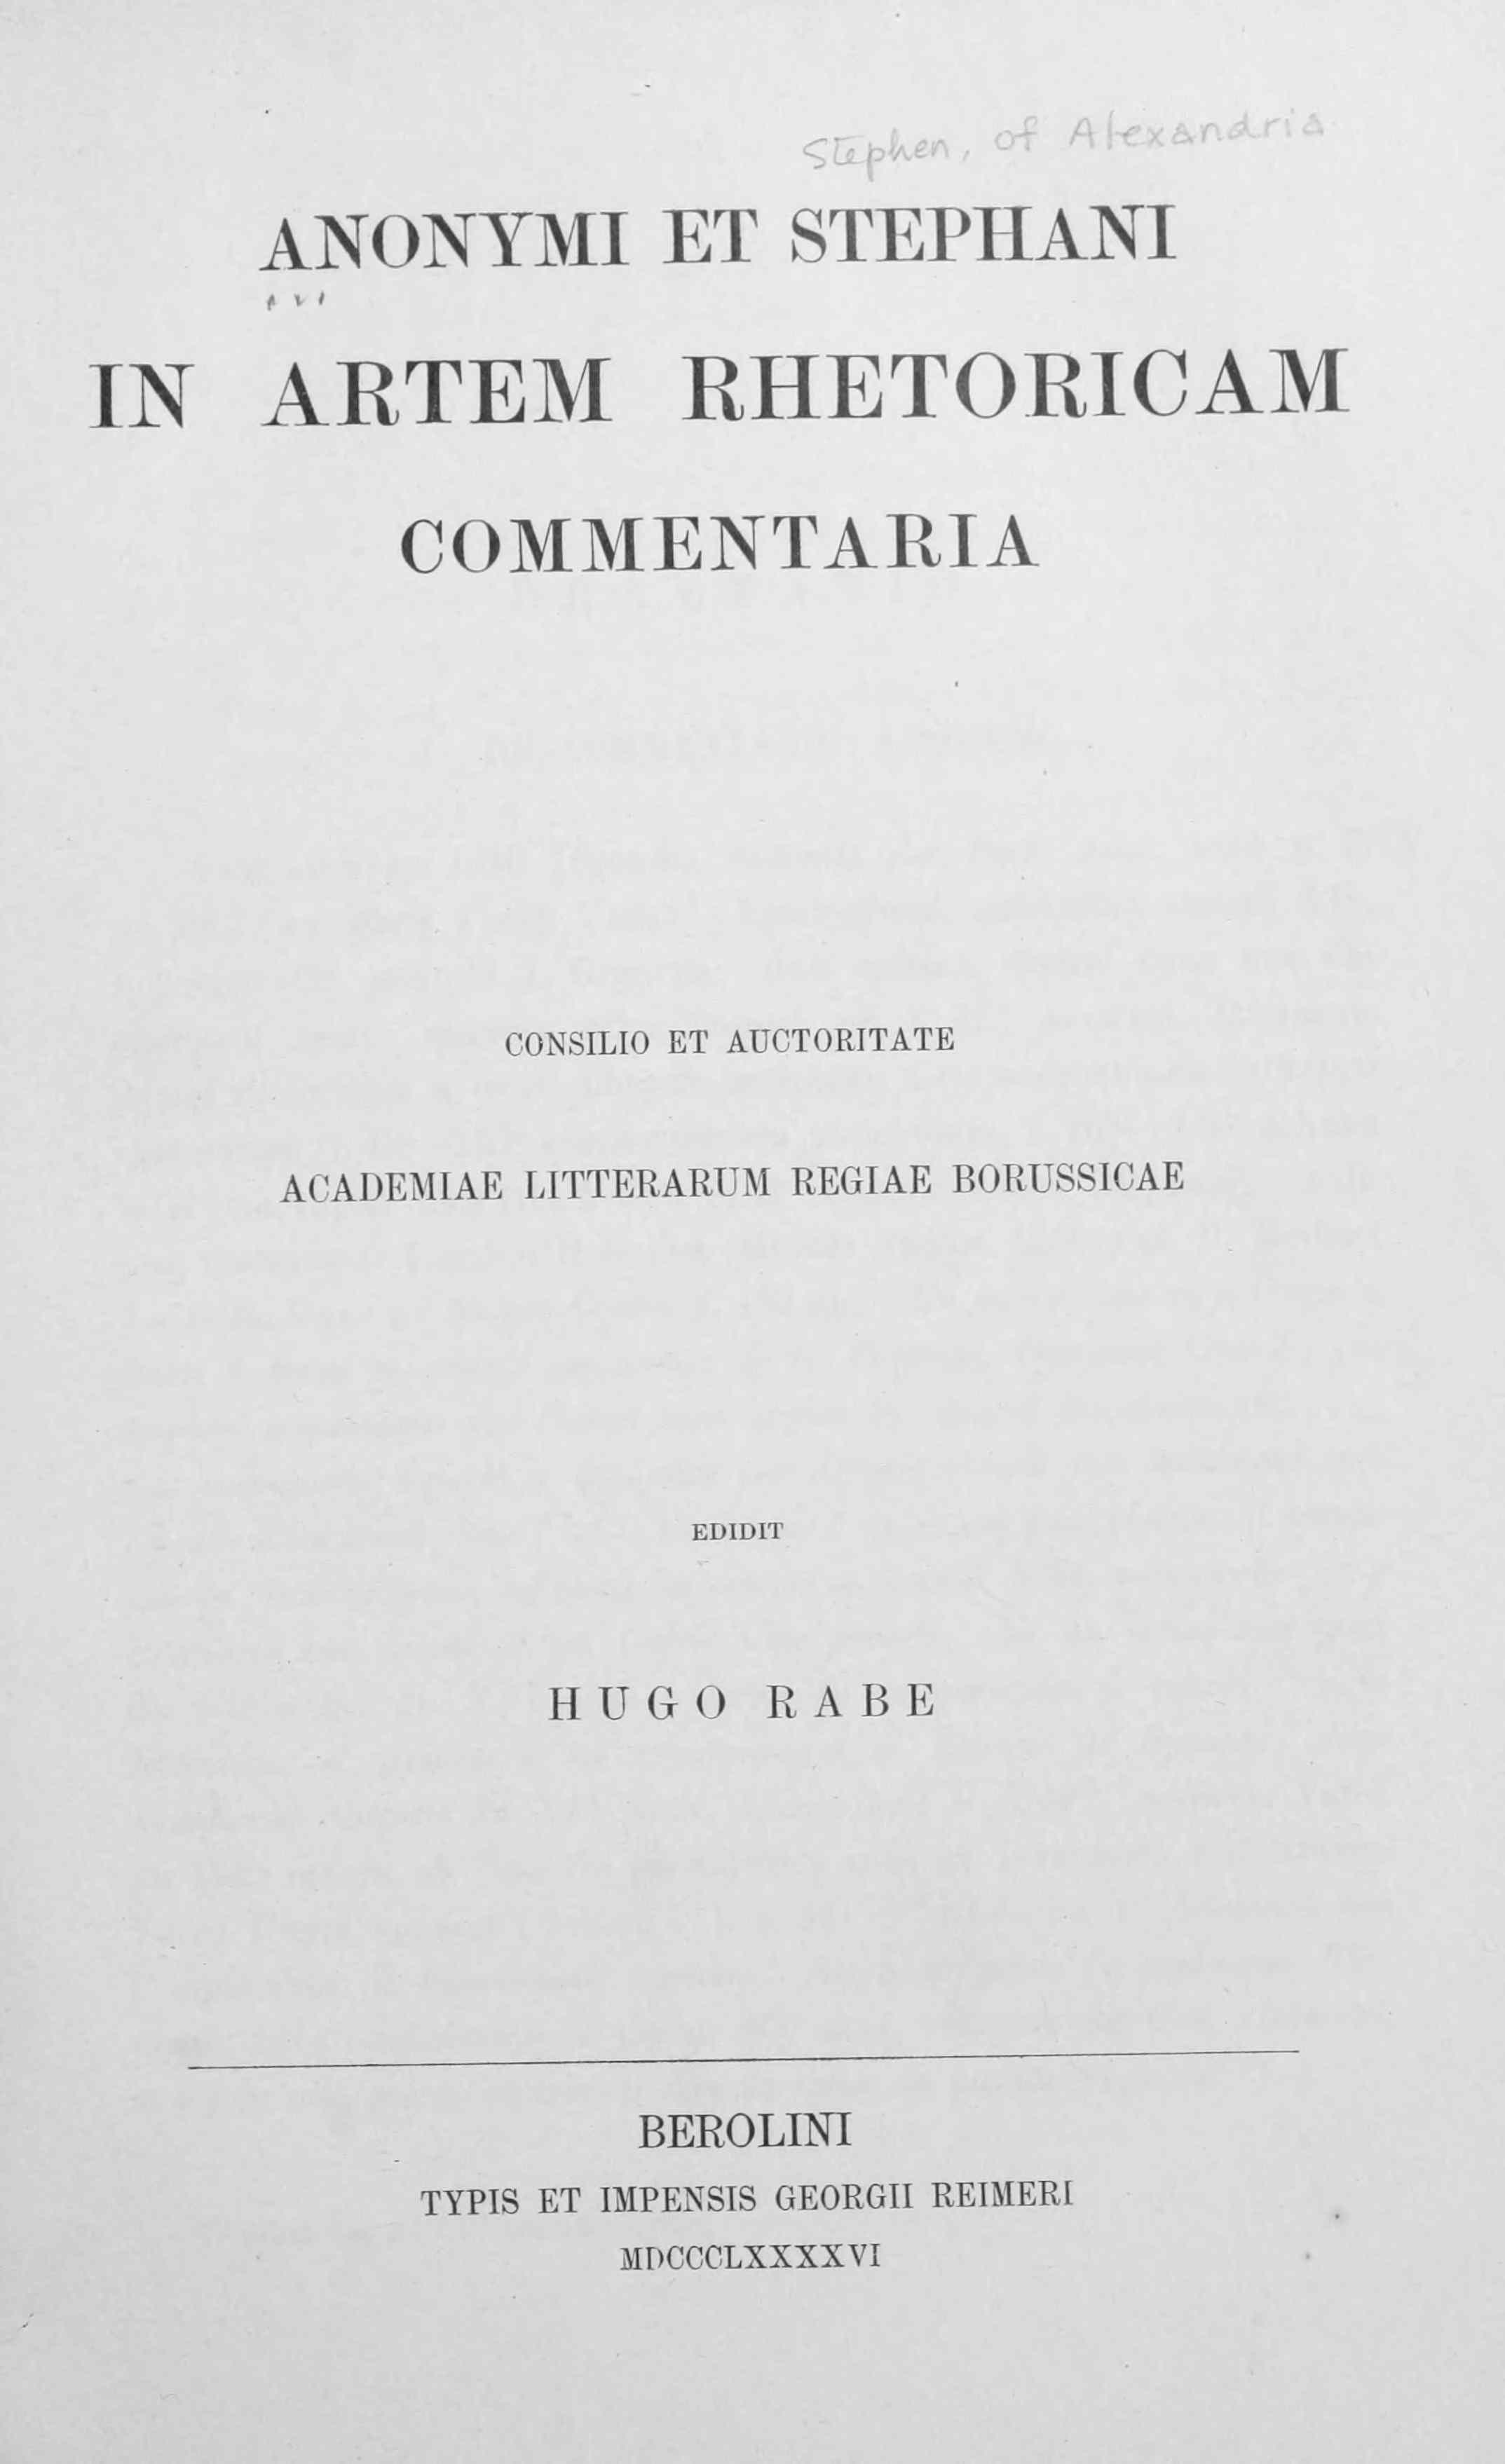 Stephen, of Alexandria
ANONYMI ET STEPHANI
IN ARTEM RHETORICAM
COMMENTARIA
CONSILIO ET AUCTORITATE
ACADEMIAE LITTERARUM REGIAE BORUSSICAE
EDIDIT
HUGO RABE
BEROLINI
TYPIS ET IMPENSIS GEORGII REIMERI
MDCCCLXXXXVI